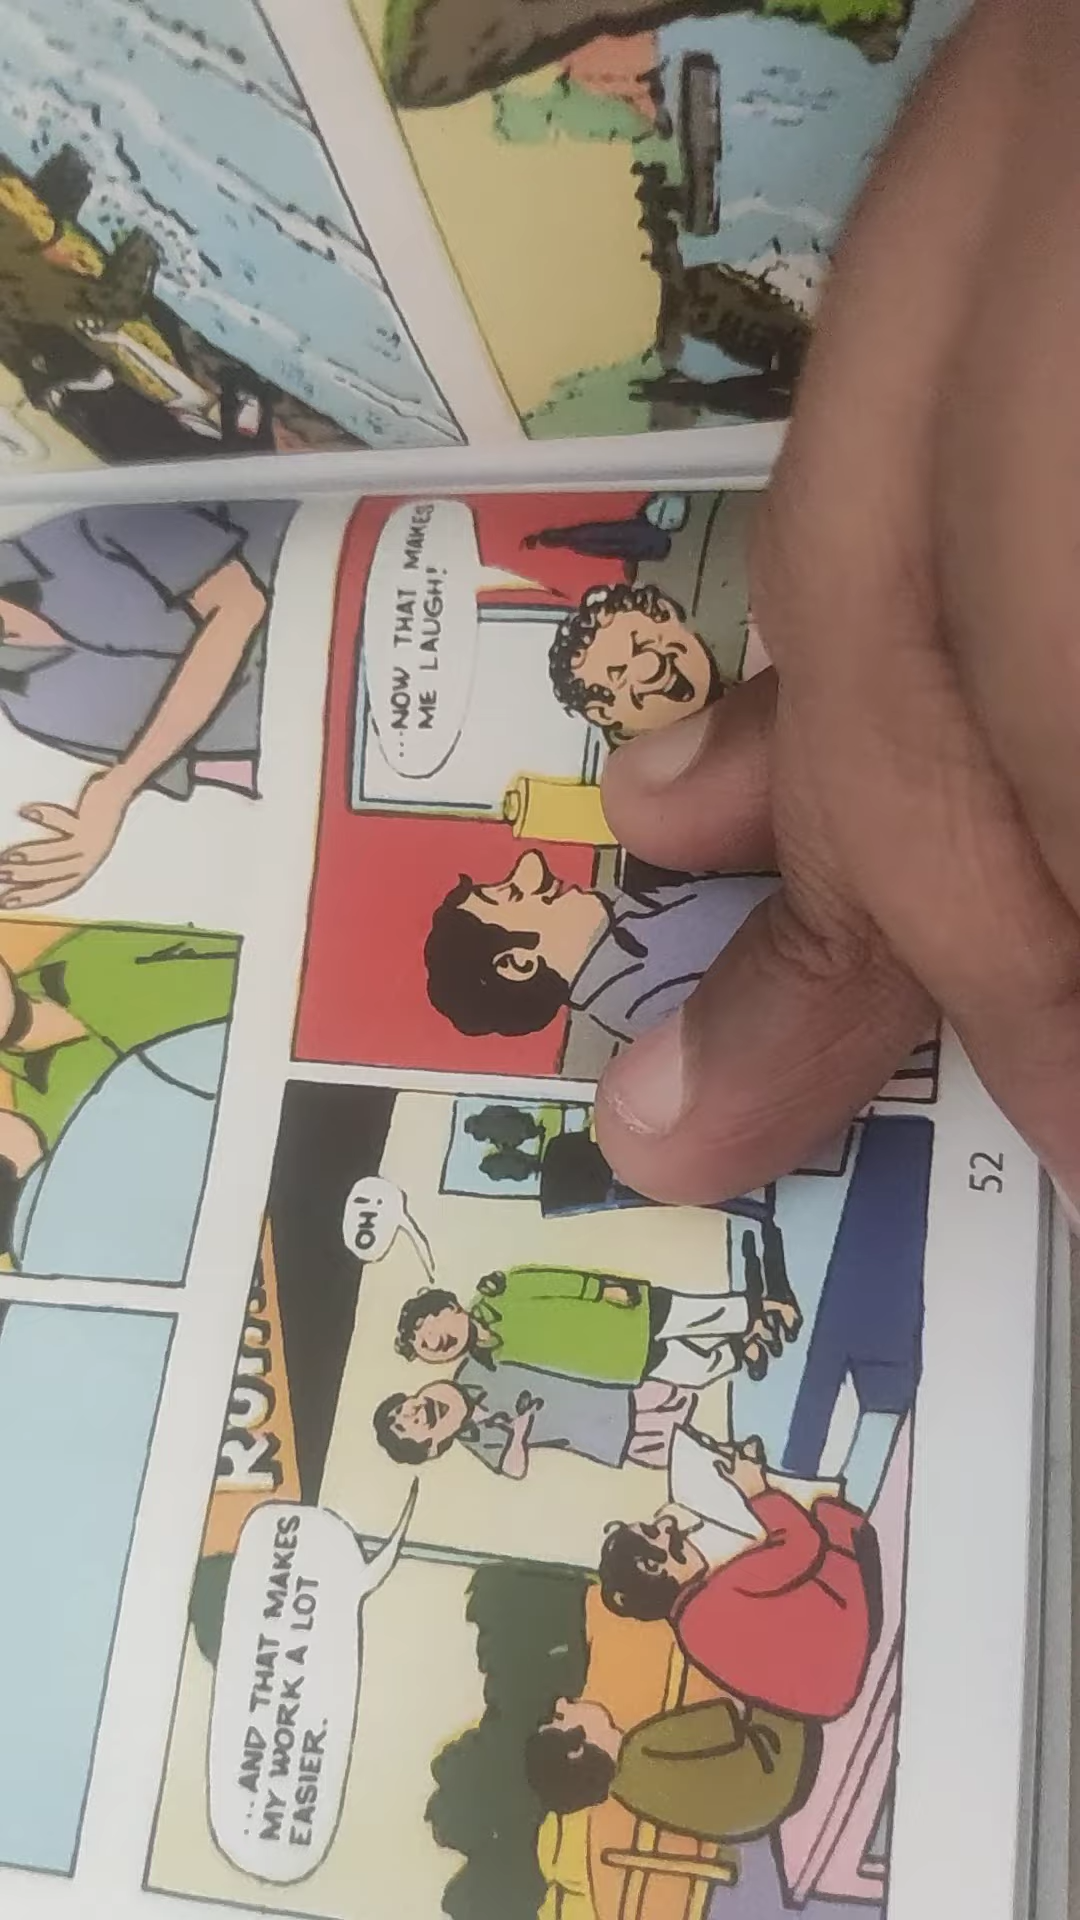 ...AND THAT MAKES
MY WORK A LOT
EASIER.
OH!
...NOW THAT MAKES
ME LAUGH!
52